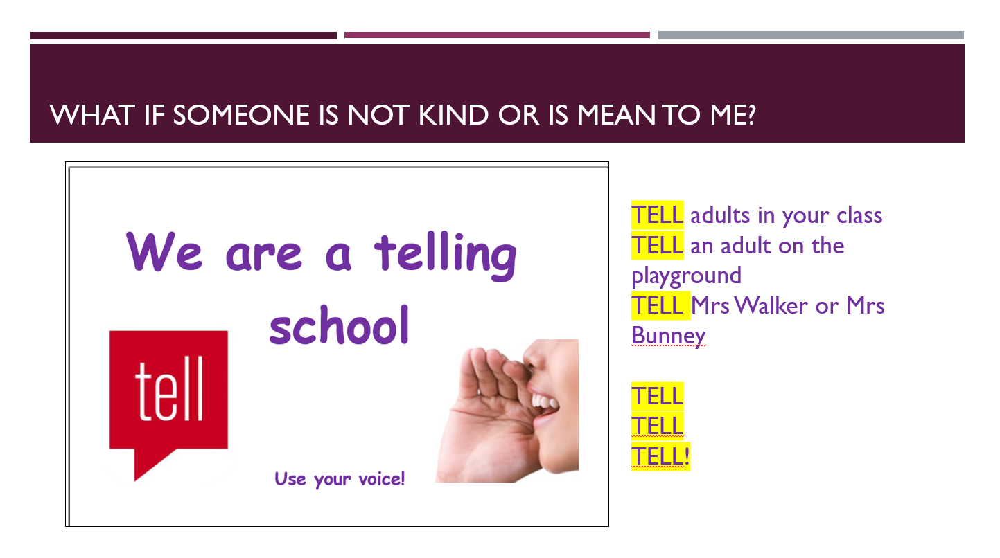 WHAT IF SOMEONE IS NOT KIND OR IS MEAN TO ME?
We are a telling
school
tell
Use your voice!
TELL adults in your class
TELL an adult on the
playground
TELL Mrs Walker or Mrs
Bunney
TELL
TELL
TELL!